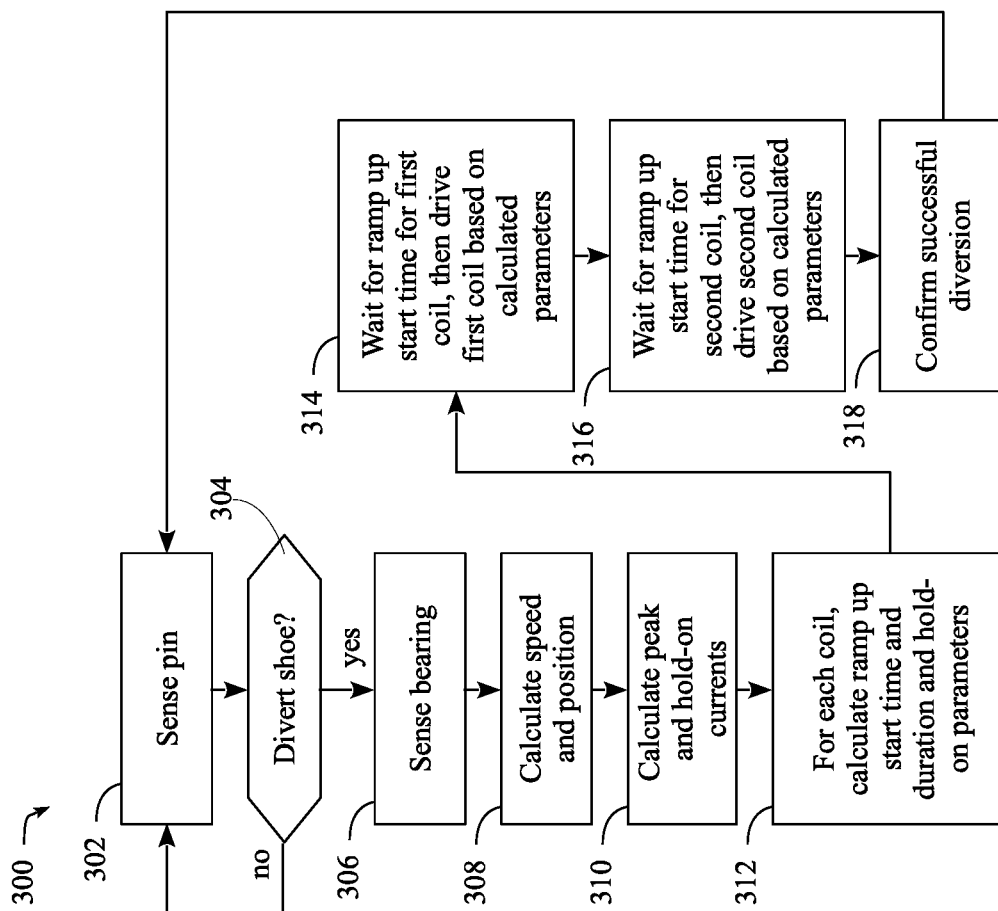 300
302
Sense pin
304
Divert shoe?
no
yes
306
Sense bearing
308
Calculate speed
and position
310
Calculate peak
and hold-on
currents
312
For each coil,
calculate ramp up
start time and
duration and hold-
on parameters
314
Wait for ramp up
start time for first
coil, then drive
first coil based on
calculated
parameters
316
Wait for ramp up
start time for
second coil, then
drive second coil
based on calculated
parameters
318
Confirm successful
diversion